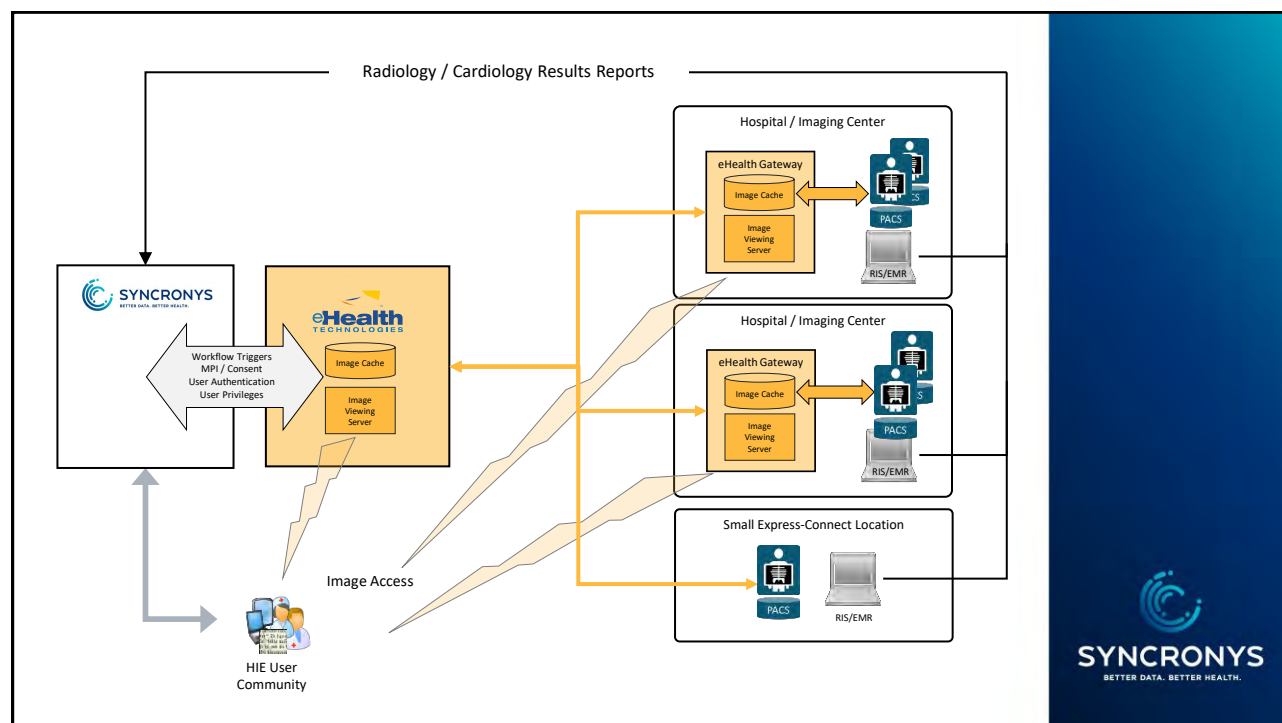 Radiology / Cardiology Results Reports
Hospital / Imaging Center
eHealth Gateway
Image Cache
Image
Viewing
Server
PACS
RIS/EMR
SYNCRONYS
BETTER DATA. BETTER HEALTH.
eHealth
TECHNOLOGIES
Workflow Triggers
MPI / Consent
User Authentication
User Privileges
Image Cache
Image
Viewing
Server
Hospital / Imaging Center
eHealth Gateway
Image Cache
Image
Viewing
Server
PACS
RIS/EMR
Small Express-Connect Location
PACS
RIS/EMR
Image Access
HIE User
Community
SYNCRONYS
BETTER DATA. BETTER HEALTH.